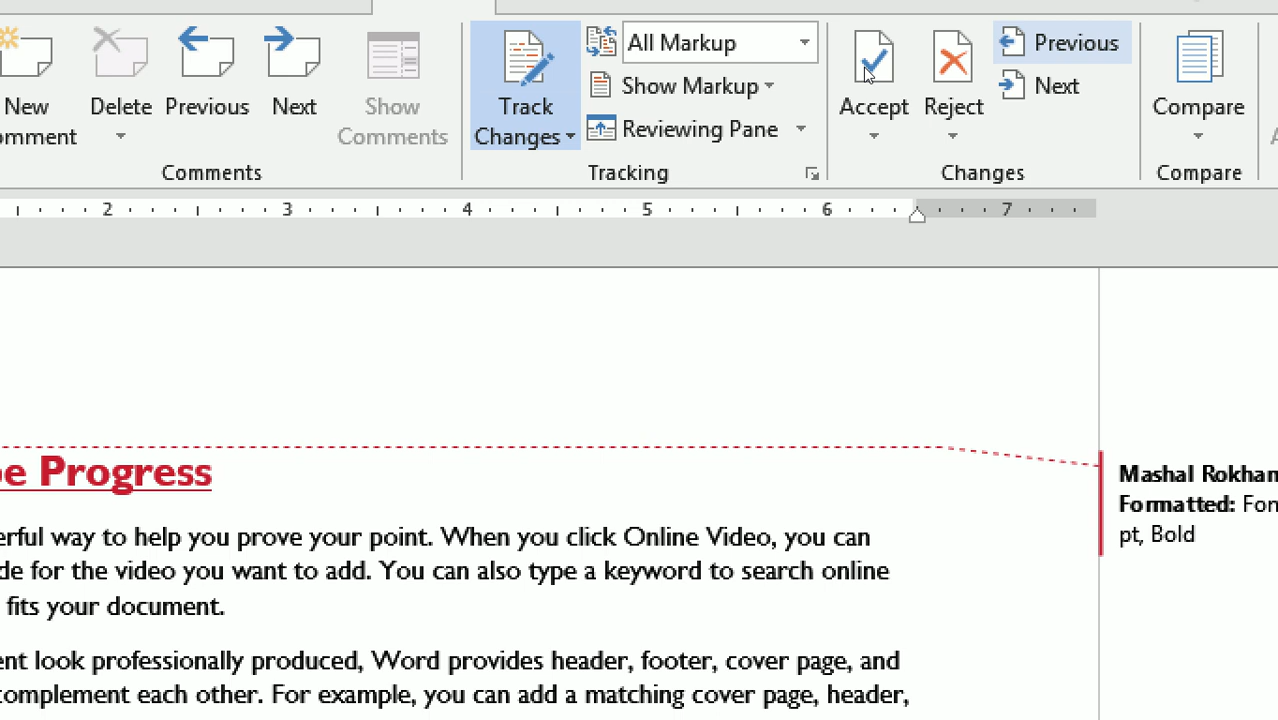 New
omment
Delete
Previous
Next
Show
Comments
Comments
Track
Changes
All Markup
Show Markup
Reviewing Pane
Tracking
Accept
Reject
Previous
Next
Changes
Compare
Compare
2 3 4 5 6 7
be Progress
erful way to help you prove your point. When you click Online Video, you can
de for the video you want to add. You can also type a keyword to search online
fits your document.
ent look professionally produced, Word provides header, footer, cover page, and
complement each other. For example, you can add a matching cover page, header,
Mashal Rokhan
Formatted: Fon
pt, Bold